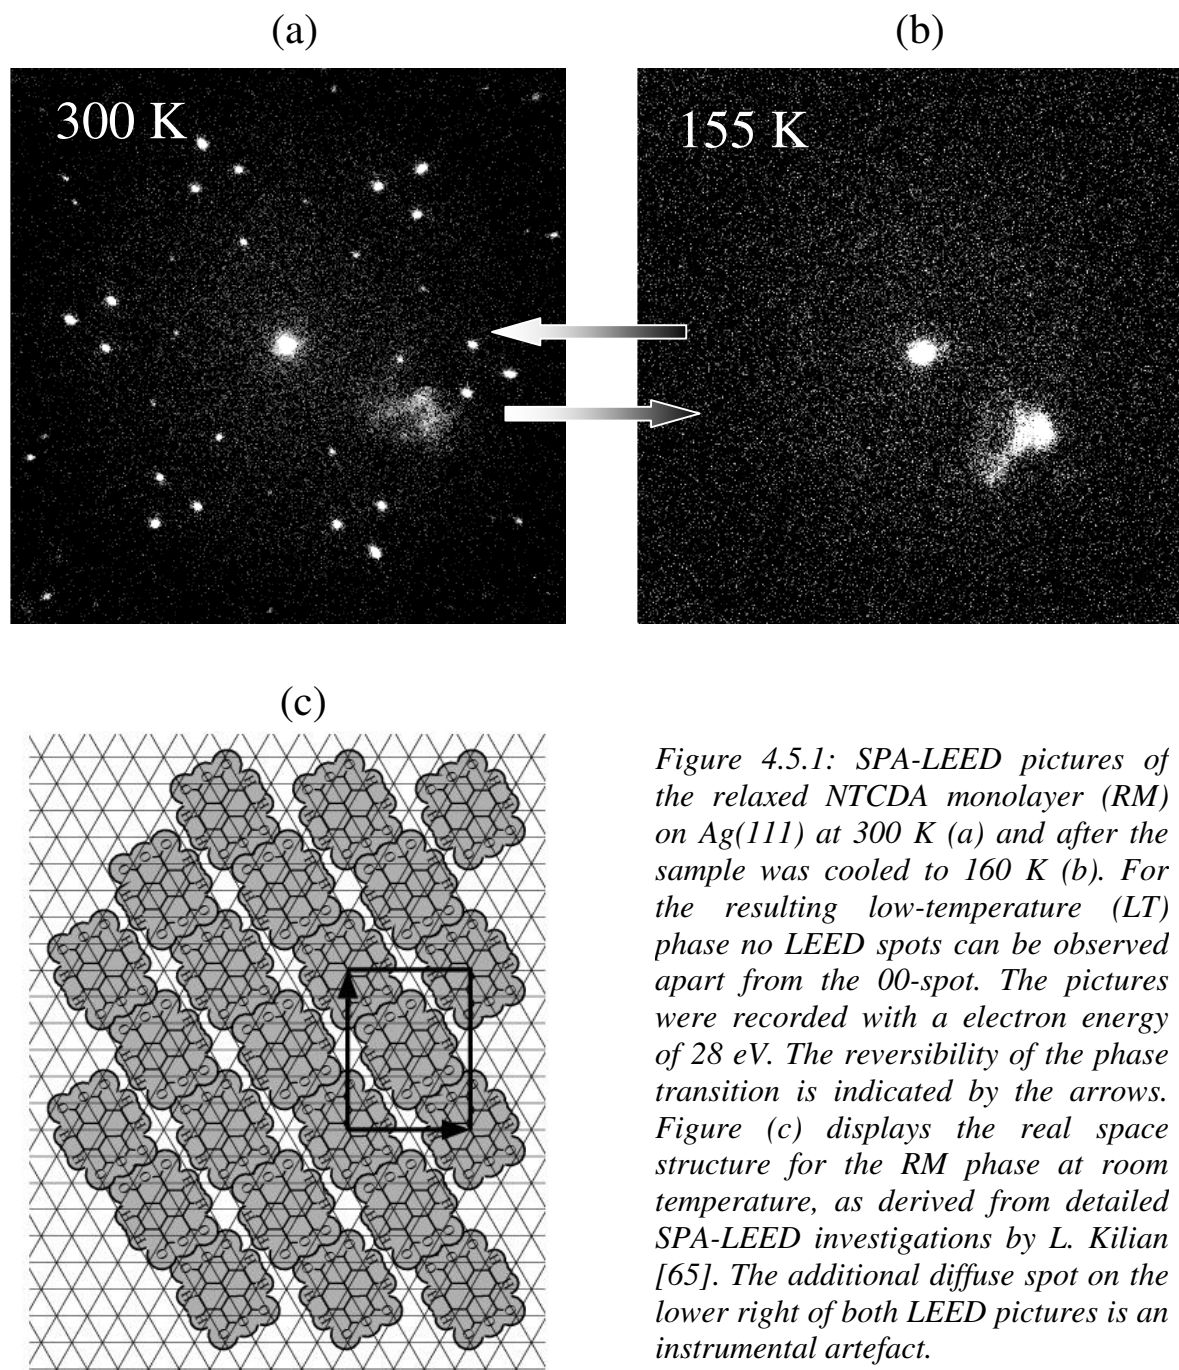 (a)
(b)
300 K
155 K
(c)
Figure 4.5.1: SPA-LEED pictures of
the relaxed NTCDA monolayer (RM)
on Ag(111) at 300 K (a) and after the
sample was cooled to 160 K (b). For
the resulting low-temperature (LT)
phase no LEED spots can be observed
apart from the 00-spot. The pictures
were recorded with a electron energy
of 28 eV. The reversibility of the phase
transition is indicated by the arrows.
Figure (c) displays the real space
structure for the RM phase at room
temperature, as derived from detailed
SPA-LEED investigations by L. Kilian
[65]. The additional diffuse spot on the
lower right of both LEED pictures is an
instrumental artefact.